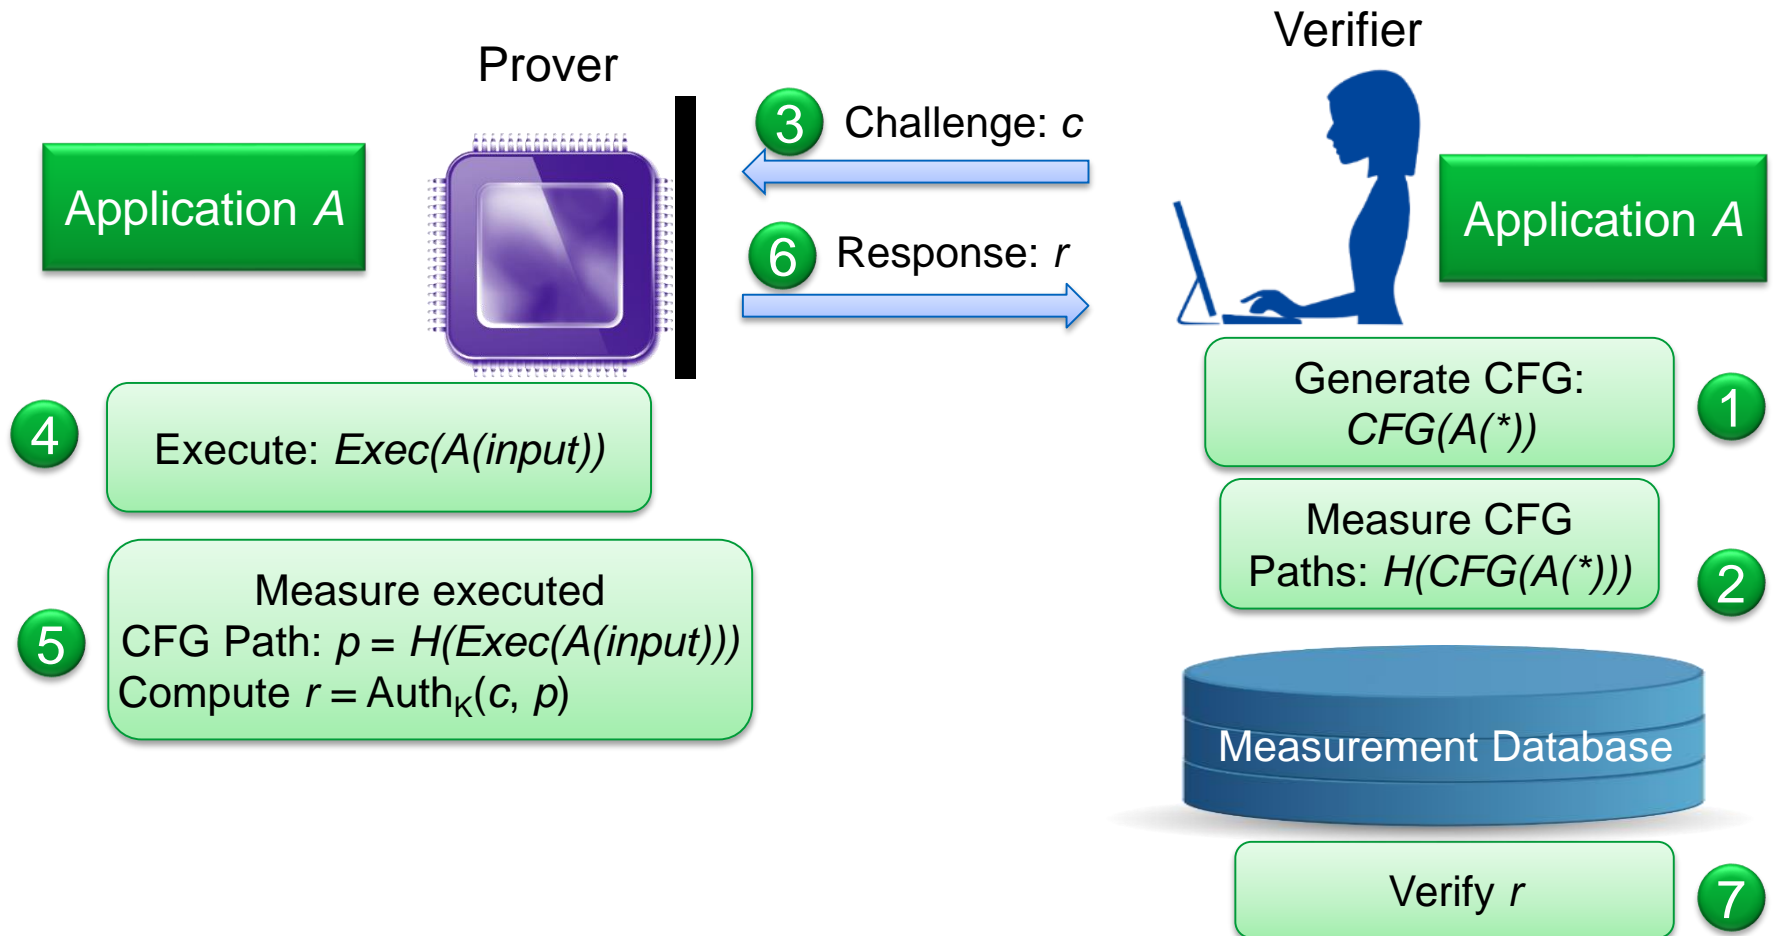 Prover
Verifier
Application A
3
Challenge: c
6
Response: r
Application A
4
Execute: Exec(A(input))
5
Measure executed
CFG Path: p = H(Exec(A(input)))
Compute r = Auth_K(c, p)
Generate CFG:
CFG(A(*))
1
Measure CFG
Paths: H(CFG(A(*)))
2
Measurement Database
Verify r
7